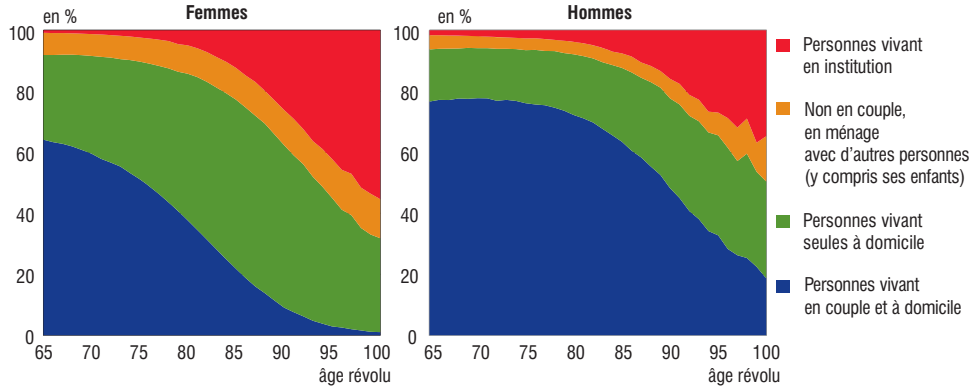 en %
Femmes
100
80
60
40
20
0
65 70 75 80 85 90 95 100
âge révolu
en %
Hommes
100
80
60
40
20
0
65 70 75 80 85 90 95 100
âge révolu
Personnes vivant
en institution
Non en couple,
en ménage
avec d’autres personnes
(y compris ses enfants)
Personnes vivant
seules à domicile
Personnes vivant
en couple et à domicile